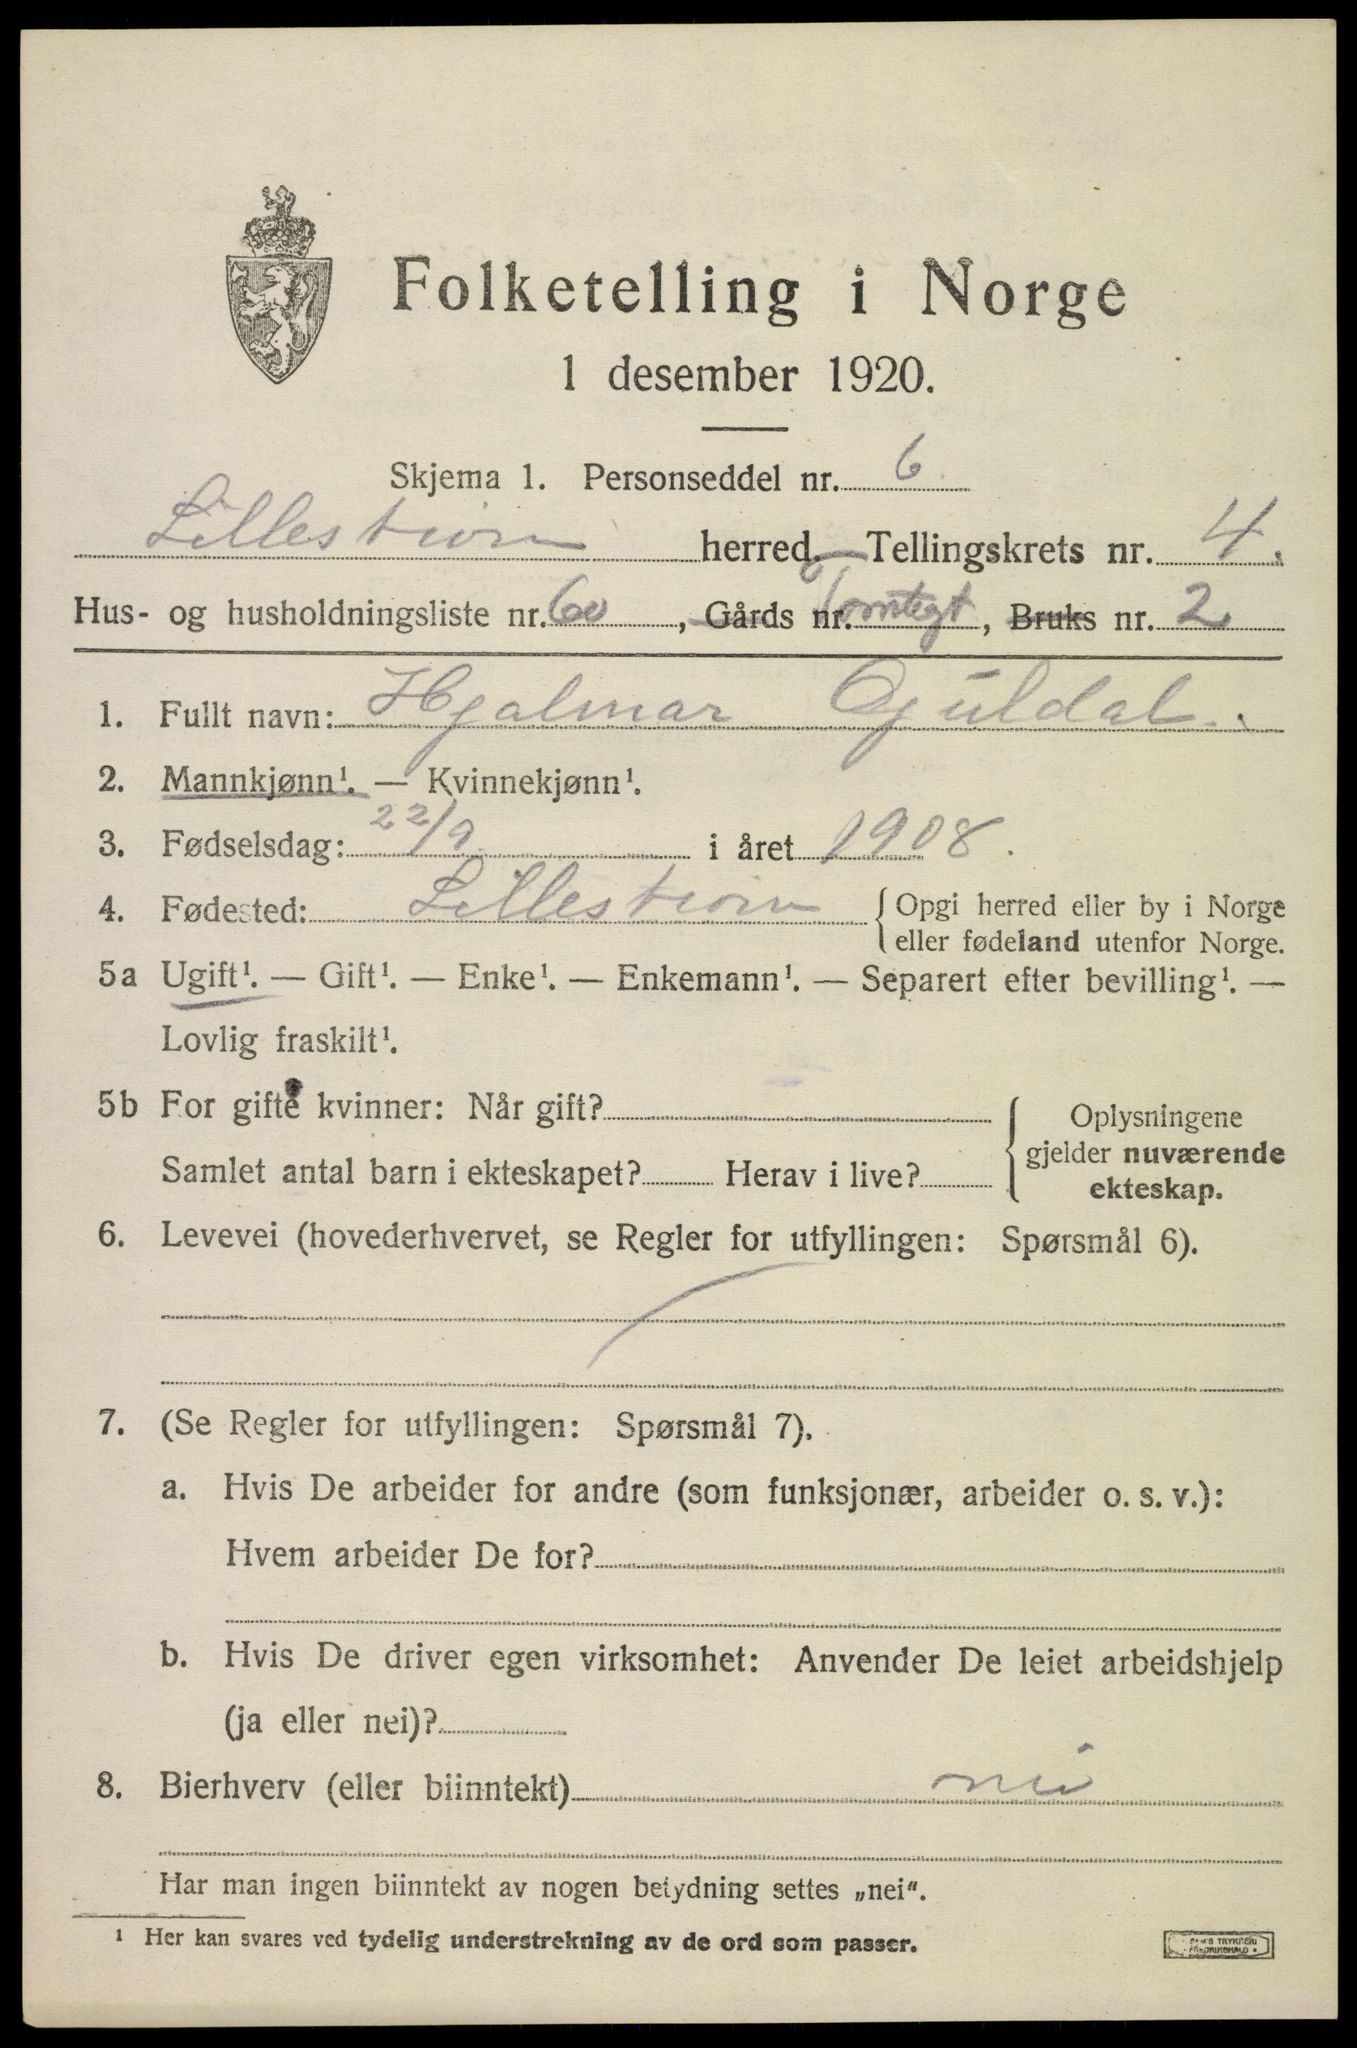 Folketelling i Norge
1 desember 1920.
Skjema 1. Personseddel nr. 6
Lillestrøm herred. Tellingskrets nr. 4.
Hus- og husholdningsliste nr. 60, Gårds nr. Tomtegt, Bruks nr. 2
1. Fullt navn: Hjalmar Guldal.
2. Mannkjønn¹. — Kvinnekjønn¹.
3. Fødselsdag: 22/9 i året 1908.
4. Fødested: Lillestrøm { Opgi herred eller by i Norge
eller fødeland utenfor Norge.
5a Ugift¹. — Gift¹. — Enke¹. — Enkemann¹. — Separert efter bevilling¹. —
Lovlig fraskilt¹.
5b For gifte kvinner: Når gift? { Oplysningene
gjelder nuværende
Samlet antal barn i ekteskapet? Herav i live? ekteskap.
6. Levevei (hovederhvervet, se Regler for utfyllingen: Spørsmål 6).
7. (Se Regler for utfyllingen: Spørsmål 7).
a. Hvis De arbeider for andre (som funksjonær, arbeider o. s. v.):
Hvem arbeider De for?
b. Hvis De driver egen virksomhet: Anvender De leiet arbeidshjelp
(ja eller nei)?
8. Bierhverv (eller biinntekt) nei
Har man ingen biinntekt av nogen betydning settes „nei“.
¹ Her kan svares ved tydelig understrekning av de ord som passer.
TRYKKERI
FREDRIKSHALD